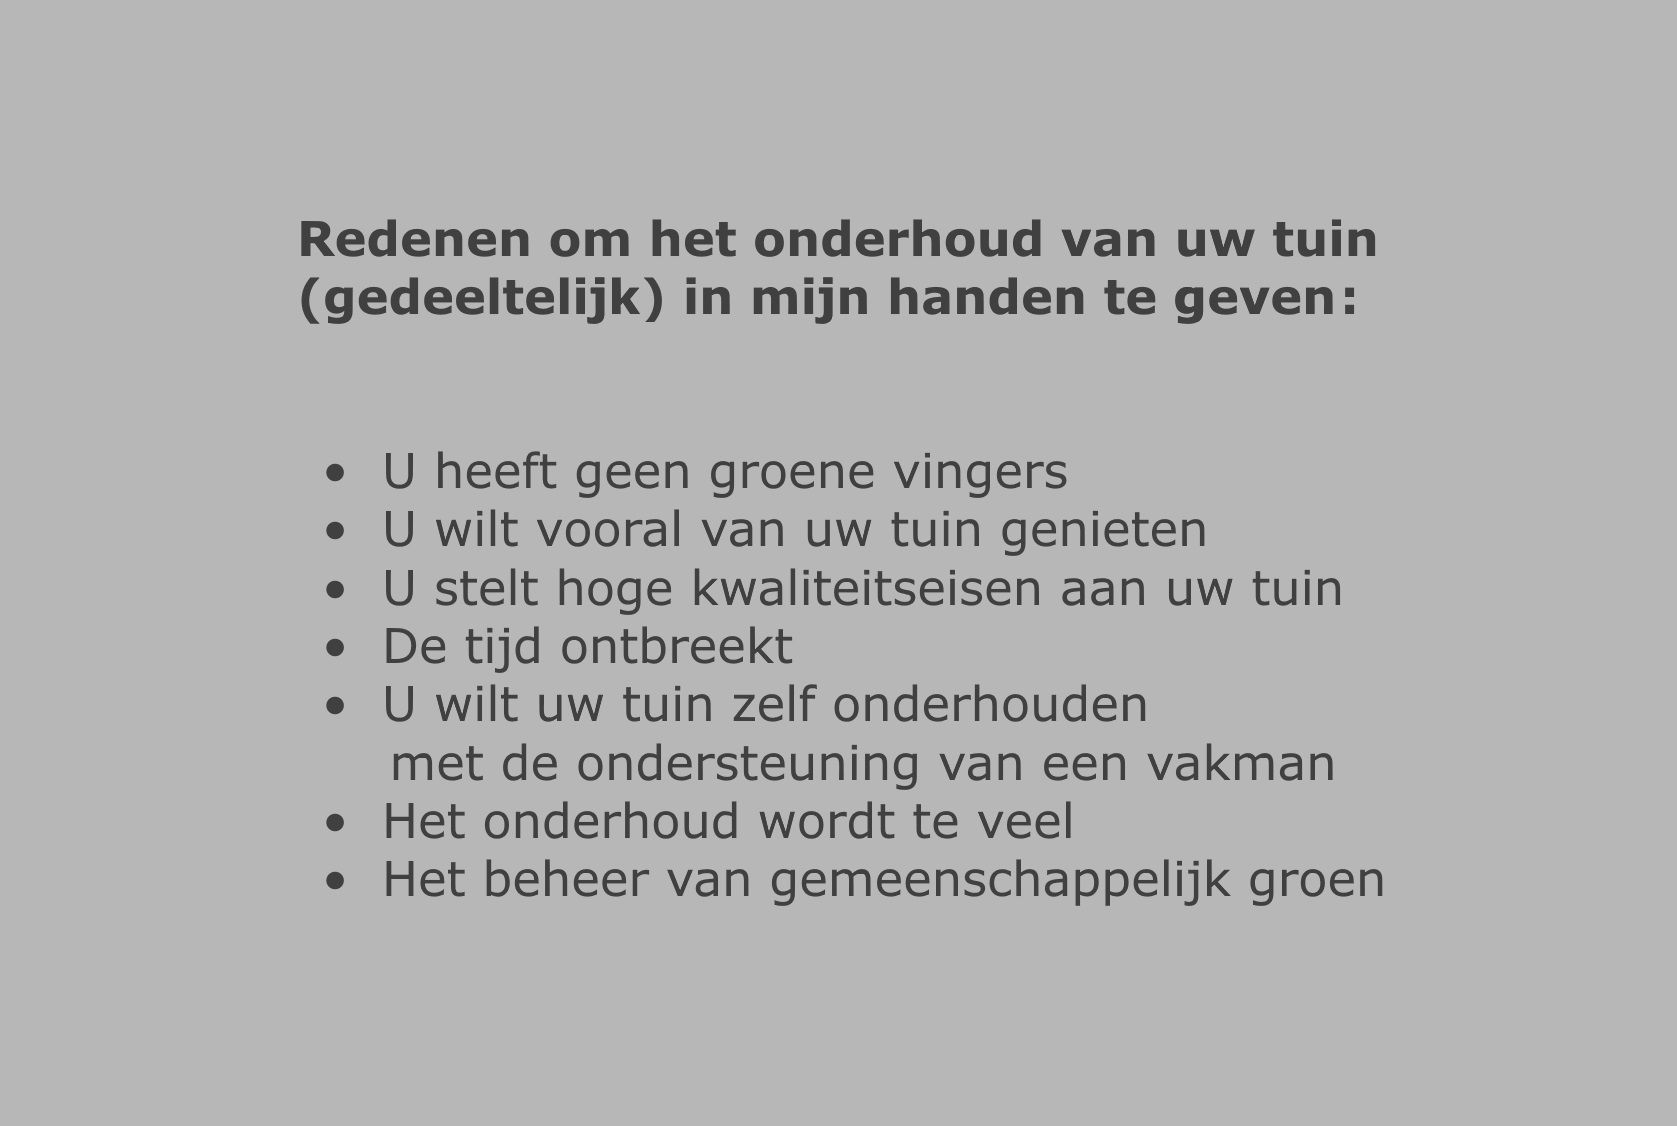 Redenen om het onderhoud van uw tuin
(gedeeltelijk) in mijn handen te geven:
• U heeft geen groene vingers
• U wilt vooral van uw tuin genieten
• U stelt hoge kwaliteitseisen aan uw tuin
• De tijd ontbreekt
• U wilt uw tuin zelf onderhouden
met de ondersteuning van een vakman
• Het onderhoud wordt te veel
• Het beheer van gemeenschappelijk groen